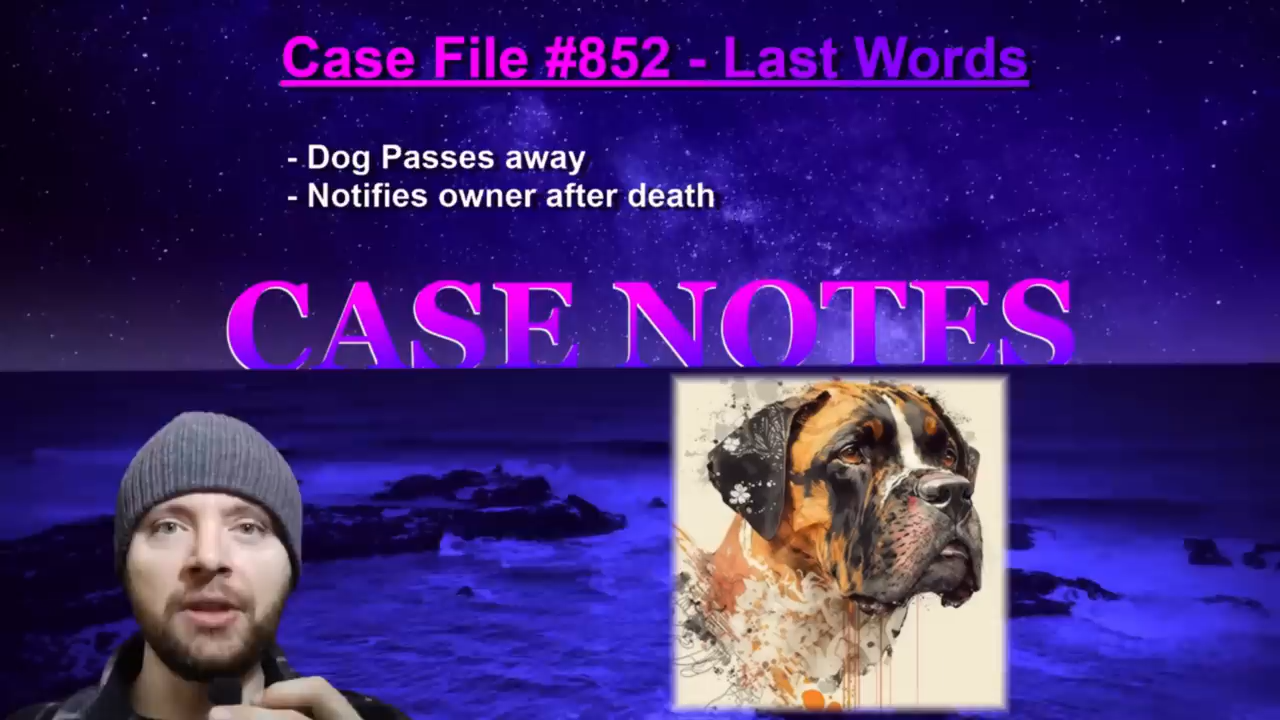 Case File #852 - Last Words
- Dog Passes away
- Notifies owner after death
CASE NOTES